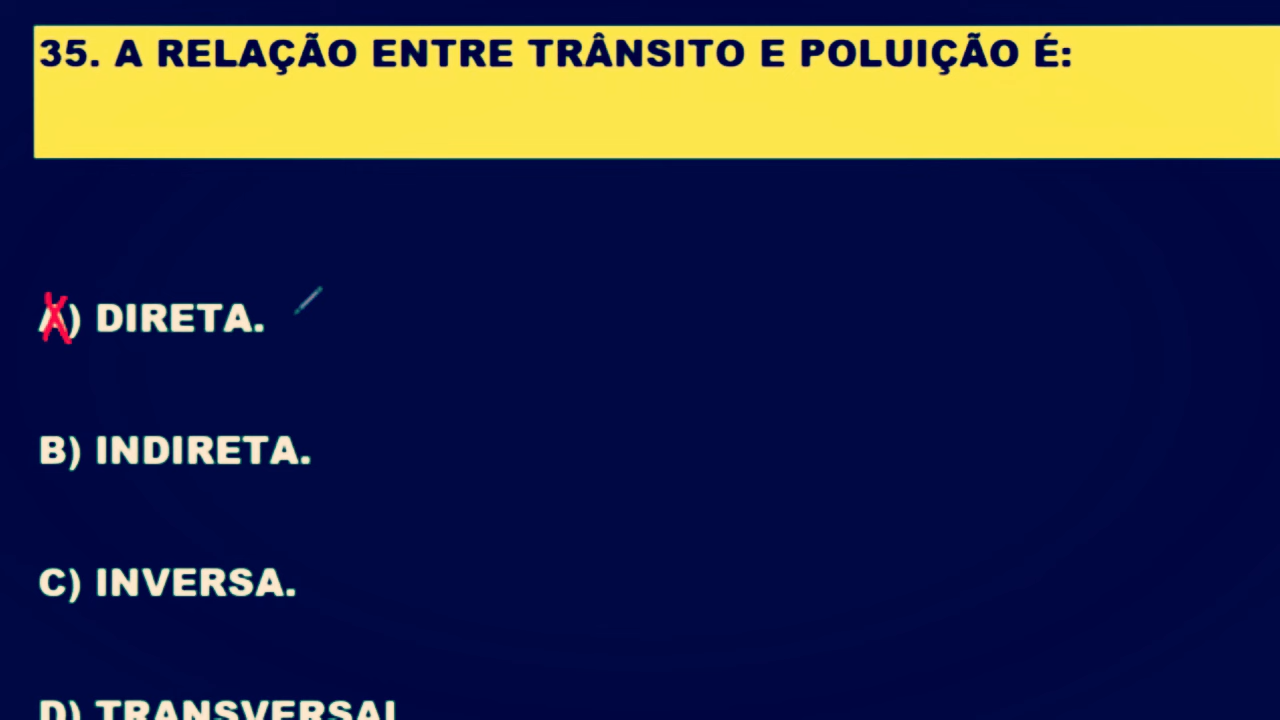 35. A RELAÇÃO ENTRE TRÂNSITO E POLUIÇÃO É:
A) DIRETA.
B) INDIRETA.
C) INVERSA.
D) TRANSVERSAL